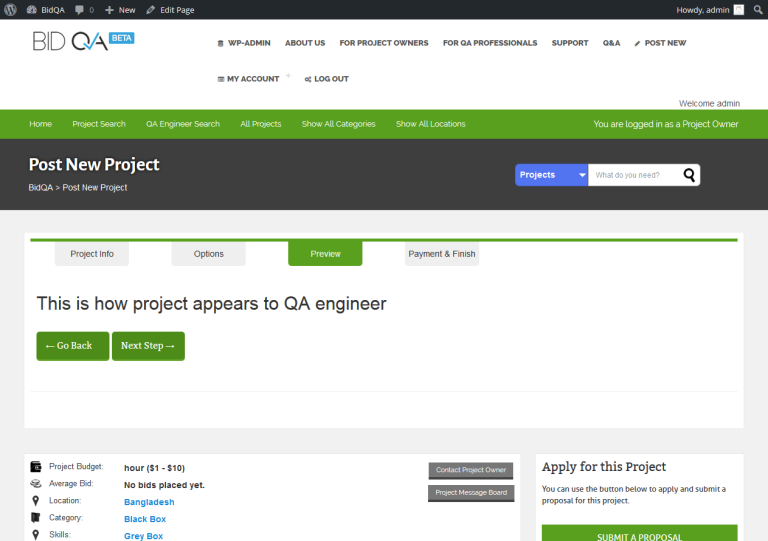 BidQA 0 New Edit Page Howdy, admin
BID QA BETA
WP-ADMIN ABOUT US FOR PROJECT OWNERS FOR QA PROFESSIONALS SUPPORT Q&A POST NEW
MY ACCOUNT LOG OUT
Welcome admin
Home Project Search QA Engineer Search All Projects Show All Categories Show All Locations You are logged in as a Project Owner
Post New Project
Projects What do you need?
BidQA > Post New Project
Project Info Options Preview Payment & Finish
This is how project appears to QA engineer
← Go Back Next Step →
Project Budget: hour ($1 - $10) Contact Project Owner Apply for this Project
Average Bid: No bids placed yet.
You can use the button below to apply and submit a
Project Message Board
Location: Bangladesh
proposal for this project.
Category: Black Box
Skills: Grey Box
SUBMIT A PROPOSAL